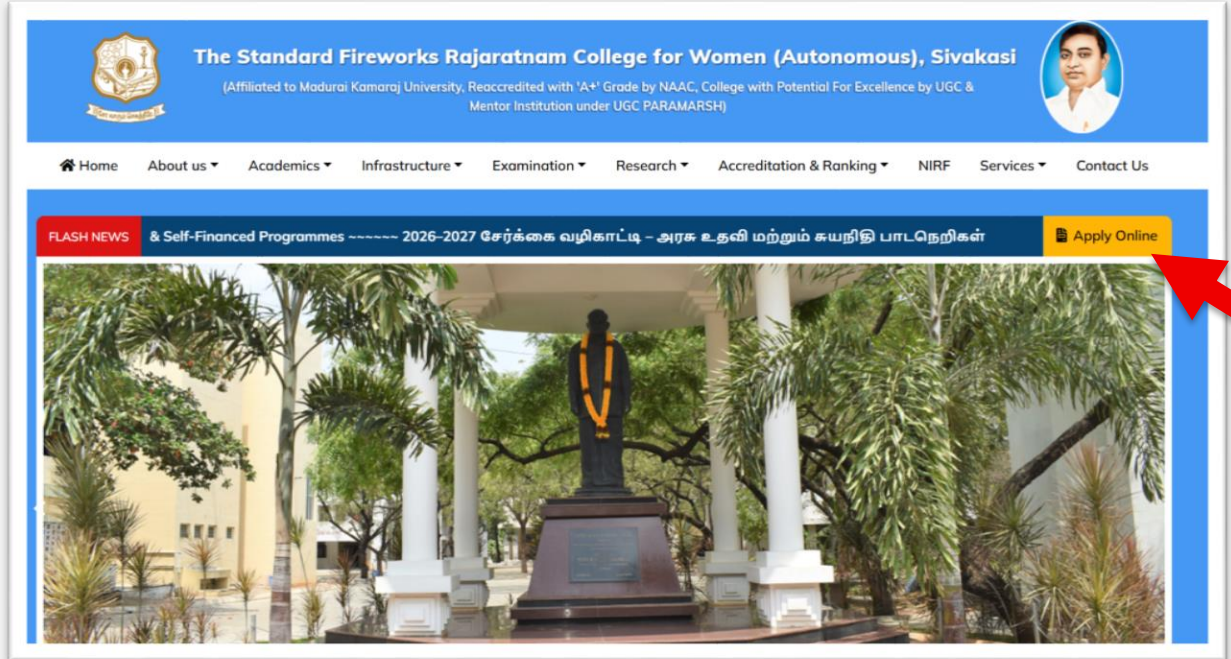 The Standard Fireworks Rajaratnam College for Women (Autonomous), Sivakasi
(Affiliated to Madurai Kamaraj University, Reaccredited with 'A+' Grade by NAAC, College with Potential For Excellence by UGC &
Mentor Institution under UGC PARAMARSH)
Home About us Academics Infrastructure Examination Research Accreditation & Ranking NIRF Services Contact Us
FLASH NEWS & Self-Financed Programmes ~~~~~~ 2026–2027 சேர்க்கை வழிகாட்டி – அரசு உதவி மற்றும் சுயநிதி பாடநெறிகள் Apply Online